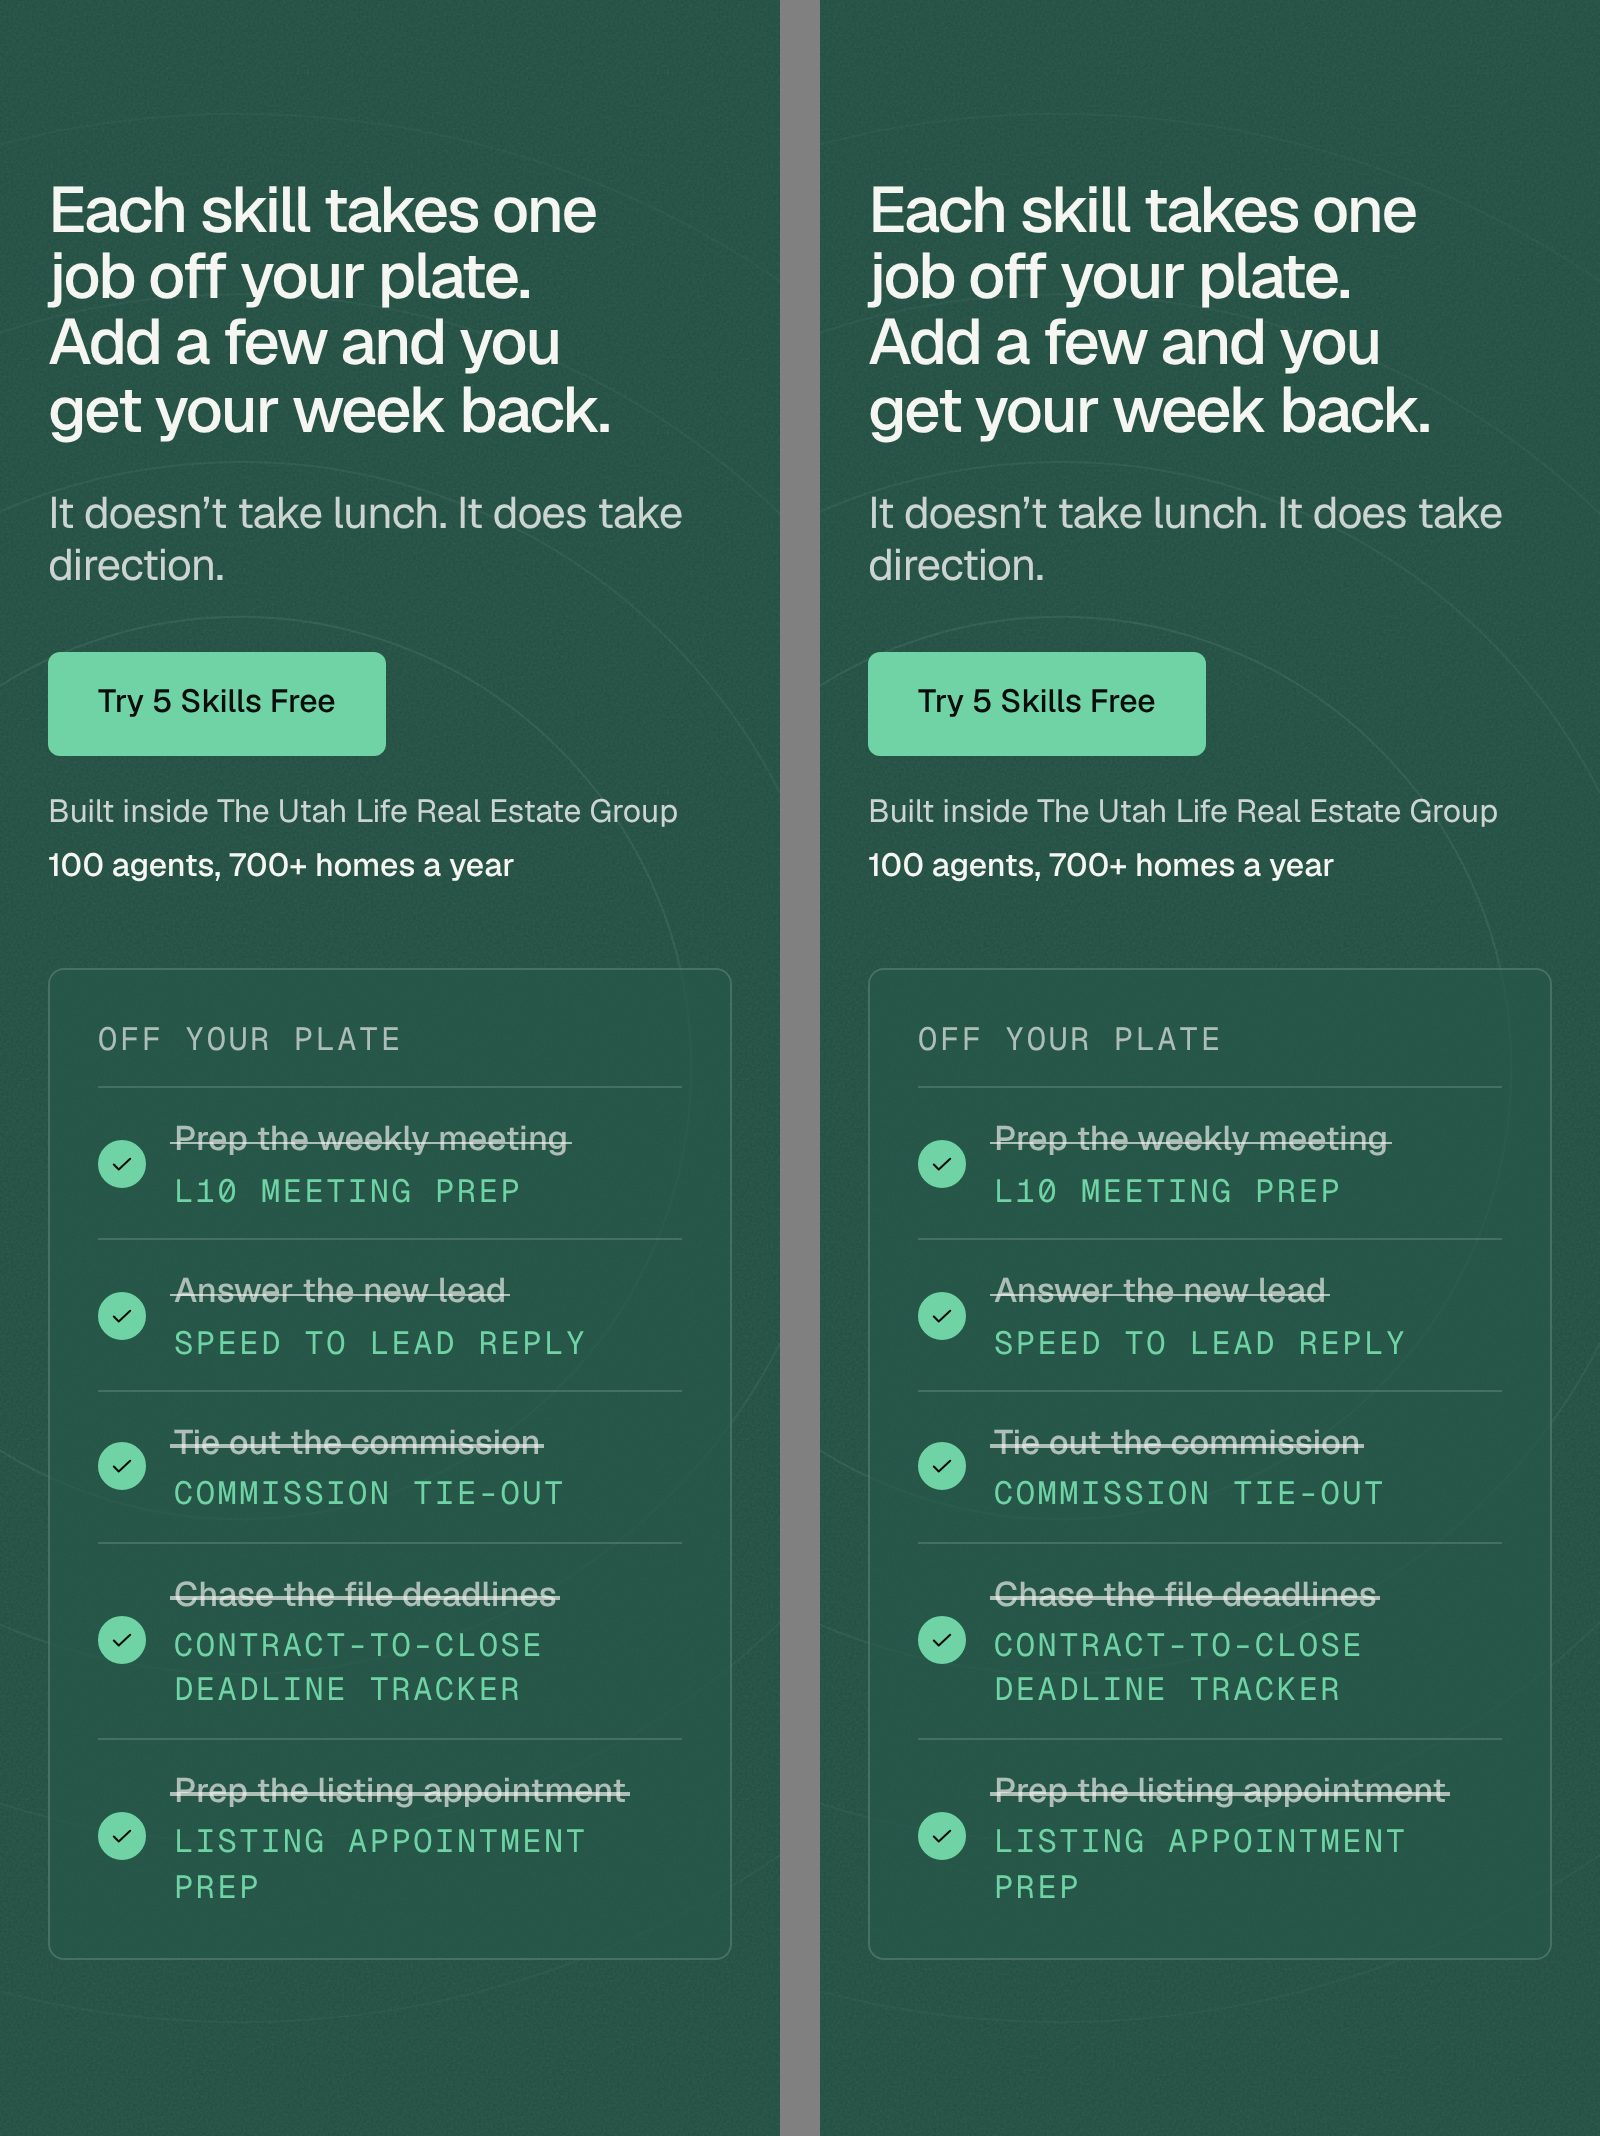 Each skill takes one
job off your plate.
Add a few and you
get your week back.
It doesn’t take lunch. It does take
direction.
Try 5 Skills Free
Built inside The Utah Life Real Estate Group
100 agents, 700+ homes a year
OFF YOUR PLATE
Prep the weekly meeting
L10 MEETING PREP
Answer the new lead
SPEED TO LEAD REPLY
Tie out the commission
COMMISSION TIE-OUT
Chase the file deadlines
CONTRACT-TO-CLOSE
DEADLINE TRACKER
Prep the listing appointment
LISTING APPOINTMENT
PREP
Each skill takes one
job off your plate.
Add a few and you
get your week back.
It doesn’t take lunch. It does take
direction.
Try 5 Skills Free
Built inside The Utah Life Real Estate Group
100 agents, 700+ homes a year
OFF YOUR PLATE
Prep the weekly meeting
L10 MEETING PREP
Answer the new lead
SPEED TO LEAD REPLY
Tie out the commission
COMMISSION TIE-OUT
Chase the file deadlines
CONTRACT-TO-CLOSE
DEADLINE TRACKER
Prep the listing appointment
LISTING APPOINTMENT
PREP